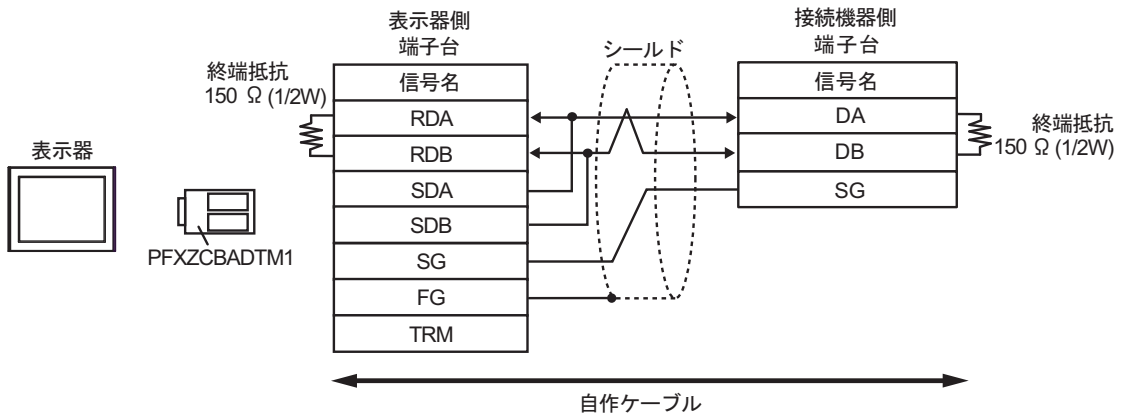 表示器
PFXZCBADTM1
終端抵抗
150 Ω (1/2W)
表示器側
端子台
信号名
RDA
RDB
SDA
SDB
SG
FG
TRM
シールド
接続機器側
端子台
信号名
DA
DB
SG
終端抵抗
150 Ω (1/2W)
自作ケーブル